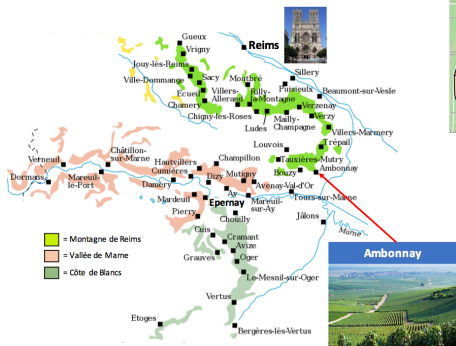 Gueux
Vrigny
Reims
Jouy-lès-Reims
Ville-Dommange
Sacy
Montbré
Sillery
Ecueil
Villers-
Allerand
Rilly-
la-Montagne
Puisieulx
Beaumont-sur-Vesle
Chamery
Verzenay
Chigny-les-Roses
Ludes
Mailly-
Champagne
Verzy
Villers-Marmery
Louvois
Trépail
Châtillon-
sur-Marne
Hautvillers
Champillon
Tauxières-Mutry
Verneuil
Cumières
Mutigny
Bouzy
Ambonnay
Dormans
Mareuil-
le-Port
Damery
Dizy
Avenay-Val-d'Or
Ay
Mareuil-
sur-Ay
Tours-sur-Marne
Mardeuil
Epernay
Pierry
Chouilly
Jâlons
Marne
Cuis
Cramant
Avize
Grauves
Oger
= Montagne de Reims
= Vallée de Marne
= Côte de Blancs
Le-Mesnil-sur-Oger
Vertus
Etoges
Bergères-lès-Vertus
Ambonnay